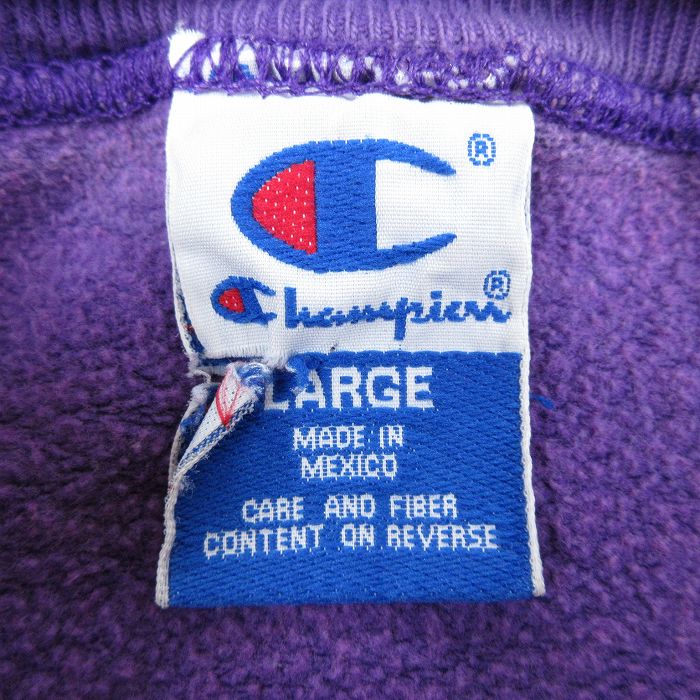 ®
Champion®
LARGE
MADE IN
MEXICO
CARE AND FIBER
CONTENT ON REVERSE